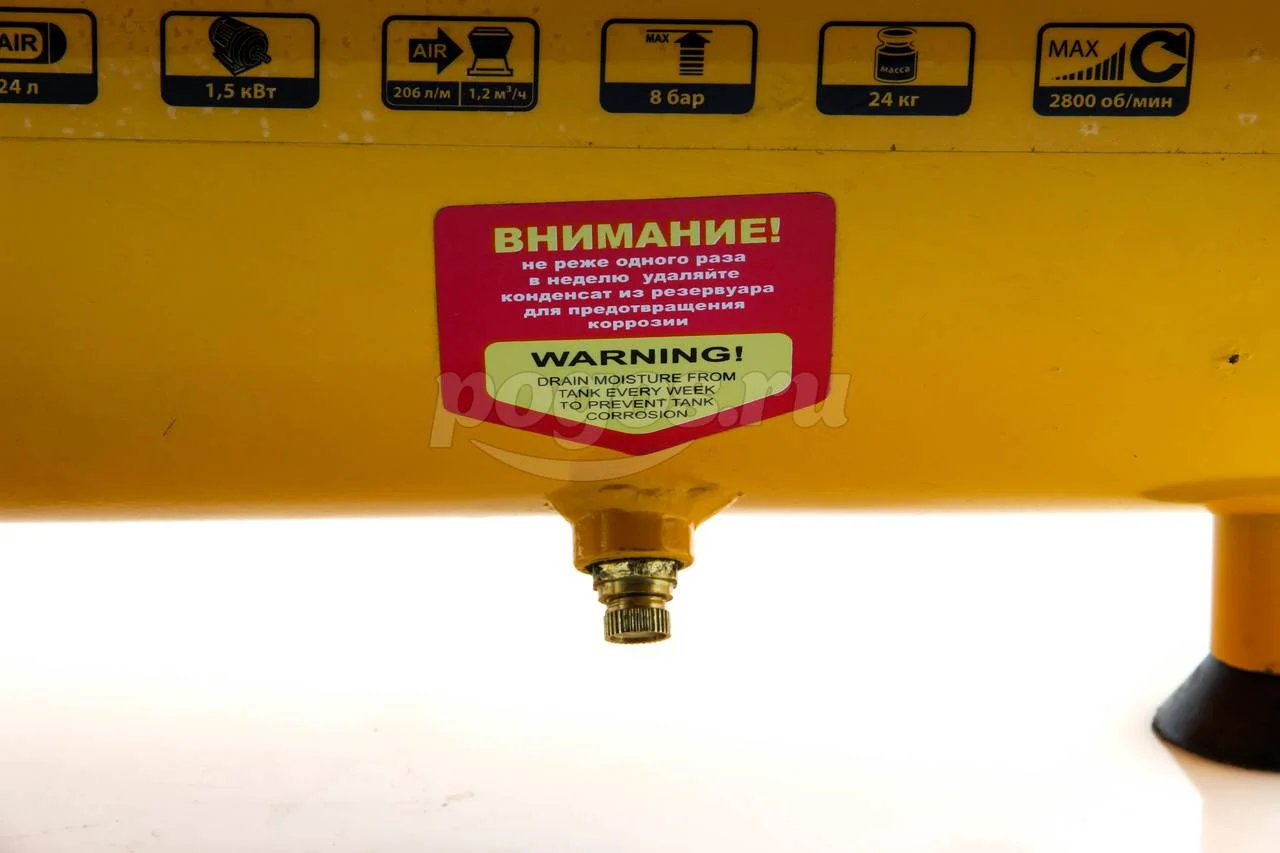 AIR
24 л
1,5 кВт
AIR
206 л/м
1,2 м³/ч
MAX
8 бар
масса
24 кг
MAX
2800 об/мин
ВНИМАНИЕ!
не реже одного раза
в неделю удаляйте
конденсат из резервуара
для предотвращения
коррозии
WARNING!
DRAIN MOISTURE FROM
TANK EVERY WEEK
TO PREVENT TANK
CORROSION